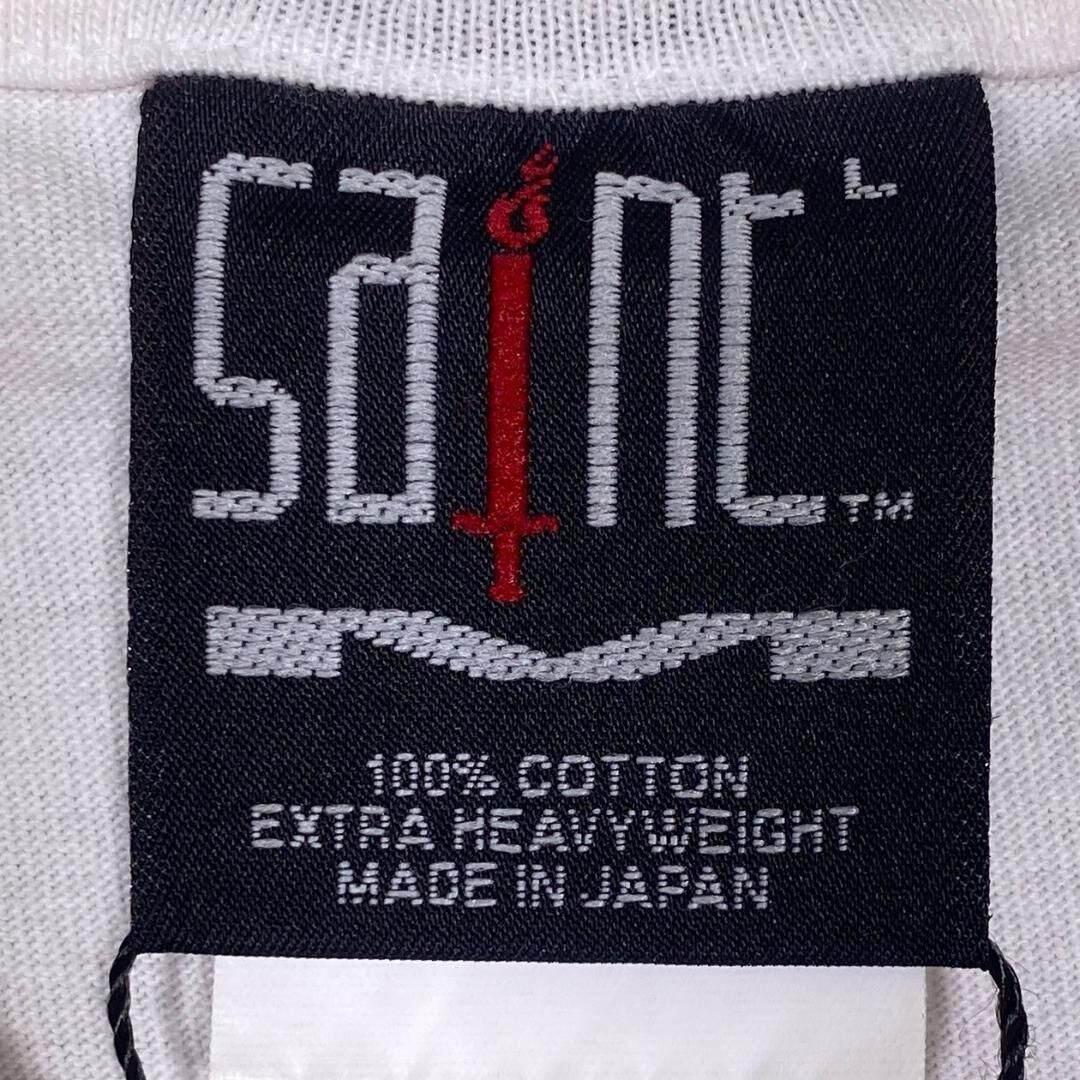 saint L
TM
100% COTTON
EXTRA HEAVYWEIGHT
MADE IN JAPAN